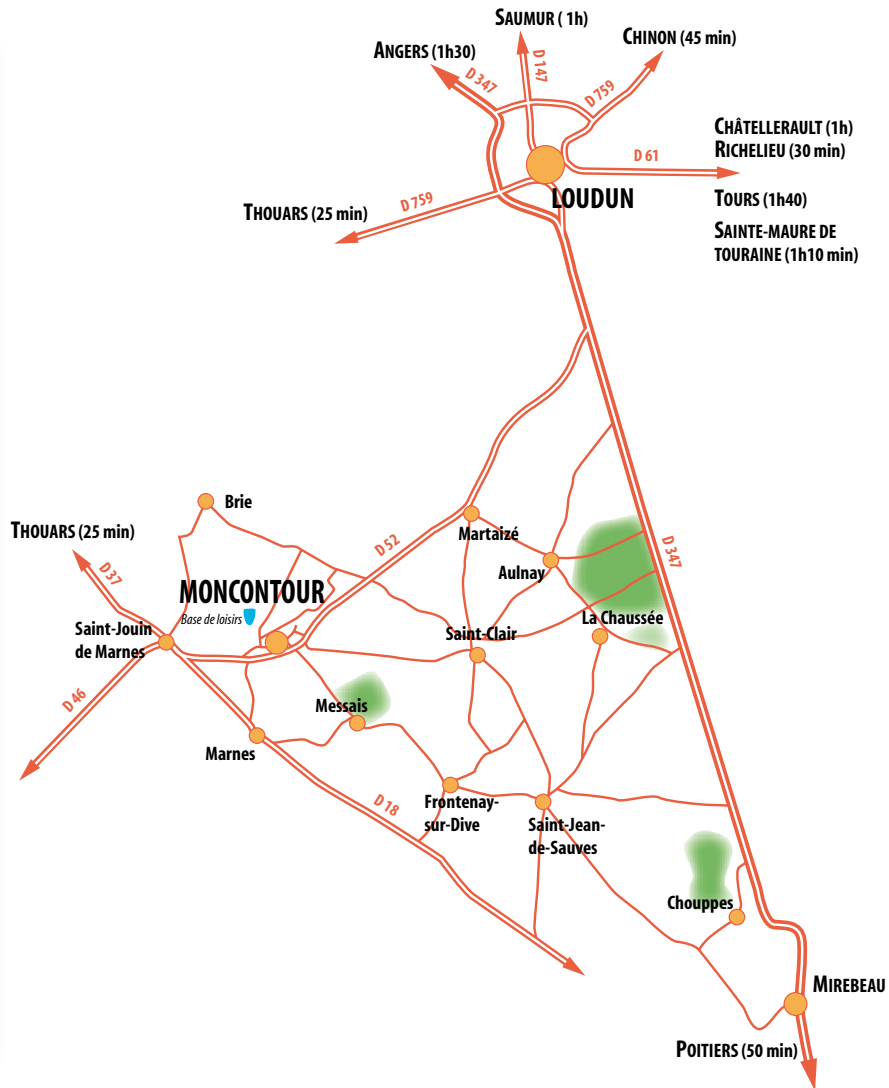 SAUMUR ( 1h)
ANGERS (1h30)
CHINON (45 min)
D 347
D 147
D 759
CHÂTELLERAULT (1h)
RICHELIEU (30 min)
D 61
LOUDUN
TOURS (1h40)
THOUARS (25 min)
D 759
SAINTE-MAURE DE
TOURAINE (1h10 min)
Brie
Martaizé
THOUARS (25 min)
D 52
D 347
D 37
Aulnay
MONCONTOUR
Base de loisirs
La Chaussée
Saint-Jouin
de Marnes
Saint-Clair
D 46
Messais
Marnes
D 18
Frontenay-
sur-Dive
Saint-Jean-
de-Sauves
Chouppes
MIREBEAU
POITIERS (50 min)